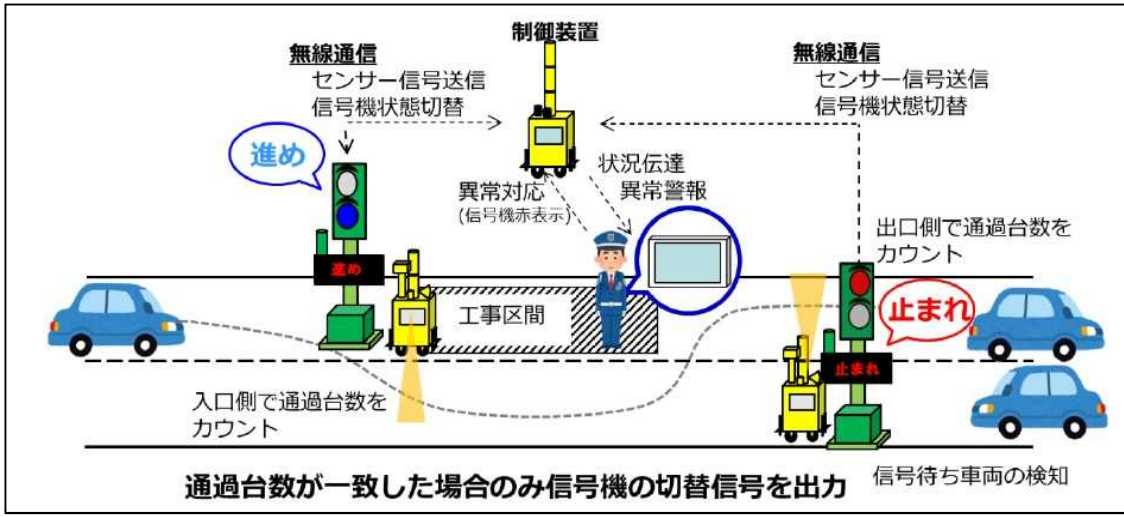 制御装置
無線通信
センサー信号送信
信号機状態切替
無線通信
センサー信号送信
信号機状態切替
進め
状況伝達
異常警報
異常対応
(信号機赤表示)
出口側で通過台数を
カウント
進め
工事区間
止まれ
止まれ
入口側で通過台数を
カウント
信号待ち車両の検知
通過台数が一致した場合のみ信号機の切替信号を出力